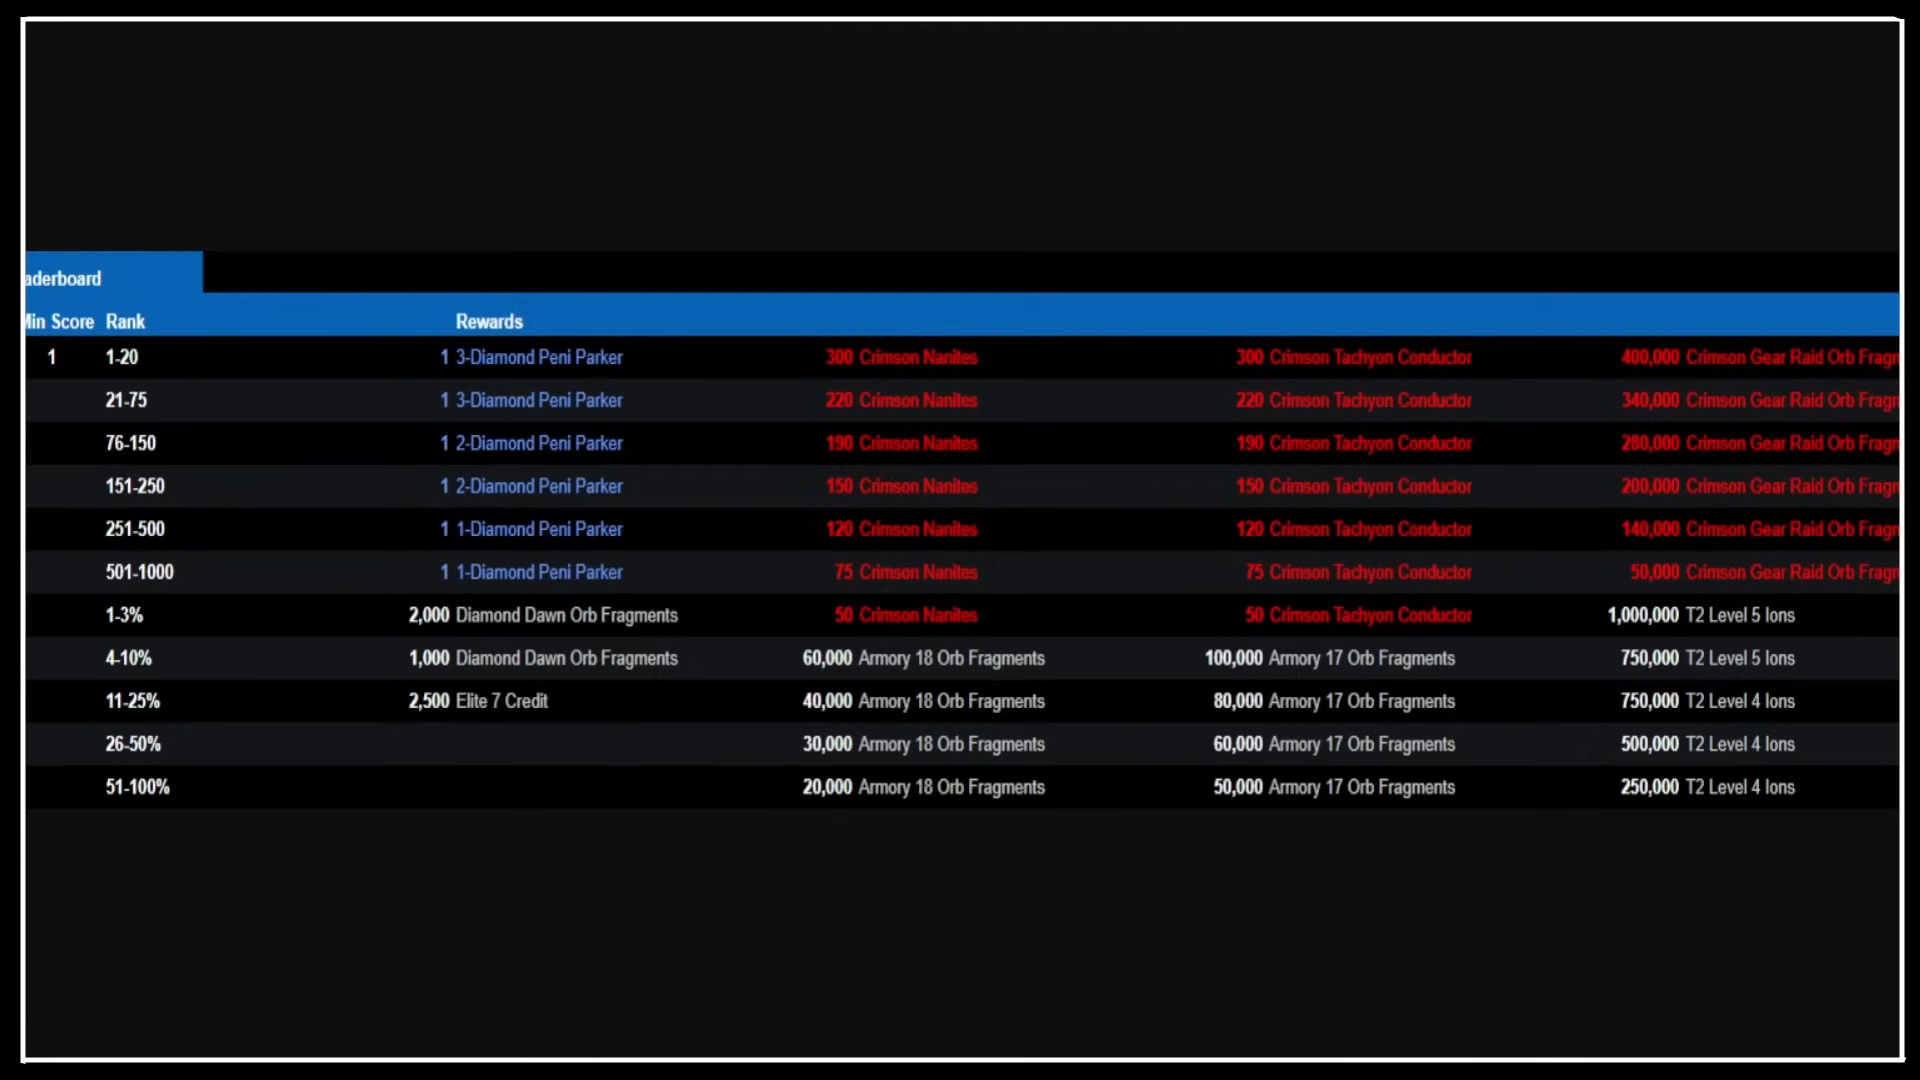 aderboard
Min Score Rank Rewards
1 1-20 1 3-Diamond Peni Parker 300 Crimson Nanites 300 Crimson Tachyon Conductor 400,000 Crimson Gear Raid Orb Fragn
21-75 1 3-Diamond Peni Parker 220 Crimson Nanites 220 Crimson Tachyon Conductor 340,000 Crimson Gear Raid Orb Fragn
76-150 1 2-Diamond Peni Parker 190 Crimson Nanites 190 Crimson Tachyon Conductor 280,000 Crimson Gear Raid Orb Fragn
151-250 1 2-Diamond Peni Parker 150 Crimson Nanites 150 Crimson Tachyon Conductor 200,000 Crimson Gear Raid Orb Fragn
251-500 1 1-Diamond Peni Parker 120 Crimson Nanites 120 Crimson Tachyon Conductor 140,000 Crimson Gear Raid Orb Fragn
501-1000 1 1-Diamond Peni Parker 75 Crimson Nanites 75 Crimson Tachyon Conductor 50,000 Crimson Gear Raid Orb Fragn
1-3% 2,000 Diamond Dawn Orb Fragments 50 Crimson Nanites 50 Crimson Tachyon Conductor 1,000,000 T2 Level 5 Ions
4-10% 1,000 Diamond Dawn Orb Fragments 60,000 Armory 18 Orb Fragments 100,000 Armory 17 Orb Fragments 750,000 T2 Level 5 Ions
11-25% 2,500 Elite 7 Credit 40,000 Armory 18 Orb Fragments 80,000 Armory 17 Orb Fragments 750,000 T2 Level 4 Ions
26-50% 30,000 Armory 18 Orb Fragments 60,000 Armory 17 Orb Fragments 500,000 T2 Level 4 Ions
51-100% 20,000 Armory 18 Orb Fragments 50,000 Armory 17 Orb Fragments 250,000 T2 Level 4 Ions